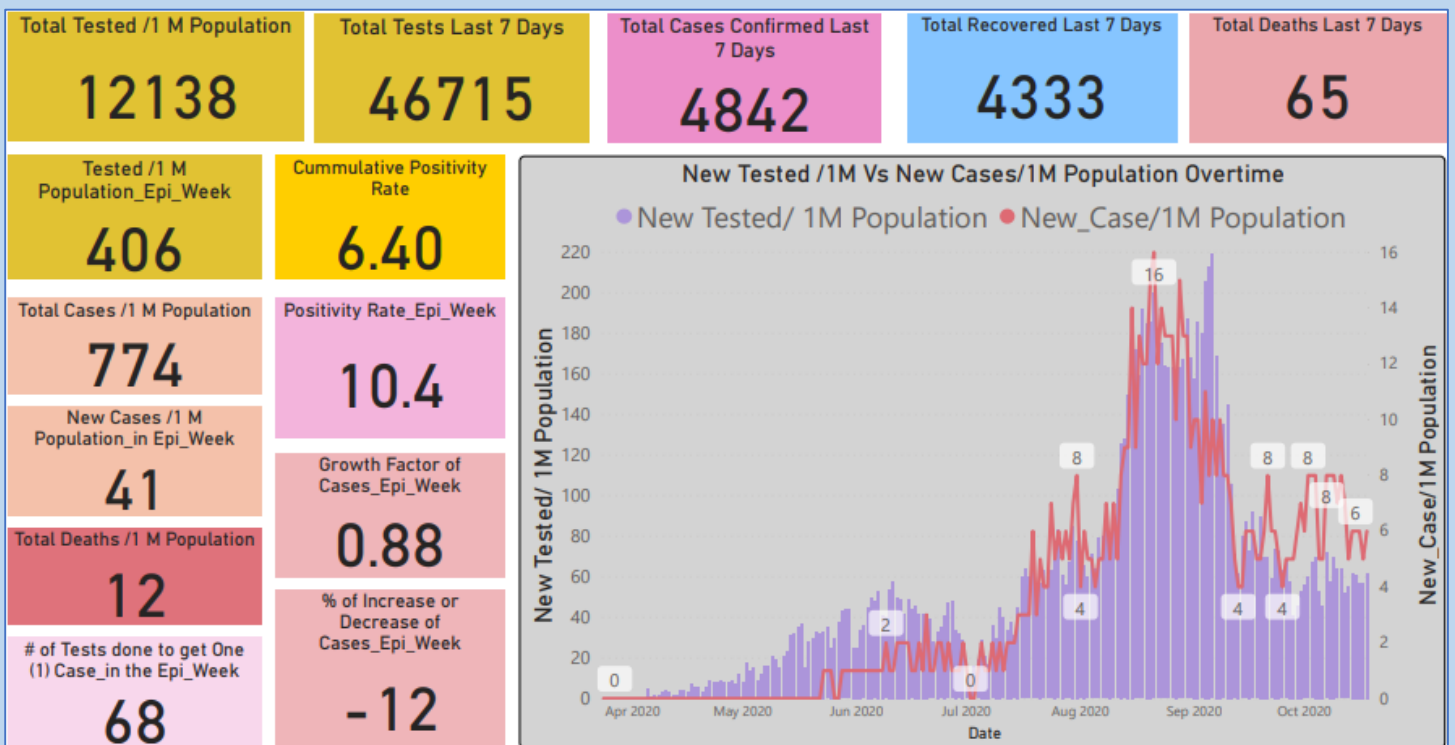 Total Tested /1 M Population
12138
Total Tests Last 7 Days
46715
Total Cases Confirmed Last
7 Days
4842
Total Recovered Last 7 Days
4333
Total Deaths Last 7 Days
65
Tested /1 M
Population_Epi_Week
406
Cummulative Positivity
Rate
6.40
Total Cases /1 M Population
774
Positivity Rate_Epi_Week
10.4
New Cases /1 M
Population_in Epi_Week
41
Growth Factor of
Cases_Epi_Week
0.88
Total Deaths /1 M Population
12
% of Increase or
Decrease of
Cases_Epi_Week
-12
# of Tests done to get One
(1) Case_in the Epi_Week
68
New Tested /1M Vs New Cases/1M Population Overtime
New Tested/ 1M Population New_Case/1M Population
New Tested/ 1M Population
220
200
180
160
140
120
100
80
60
40
20
0
0
2
0
8
4
16
4
8
4
8
8
6
16
14
12
10
8
6
4
2
0
New_Case/1M Population
Apr 2020 May 2020 Jun 2020 Jul 2020 Aug 2020 Sep 2020 Oct 2020
Date